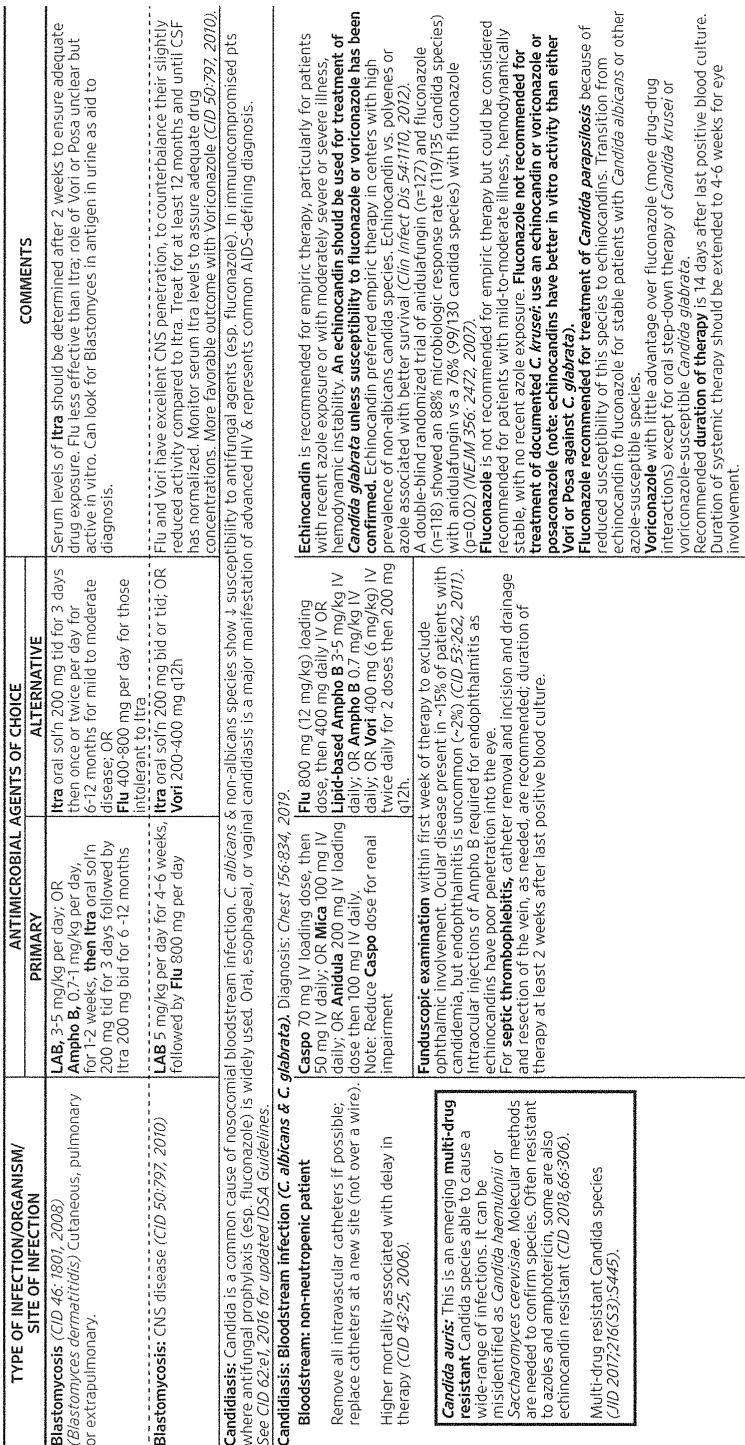 TYPE OF INFECTION/ORGANISM/
SITE OF INFECTION
ANTIMICROBIAL AGENTS OF CHOICE
PRIMARY
ALTERNATIVE
COMMENTS
Blastomycosis (CID 46: 1801, 2008)
(Blastomyces dermatitidis) Cutaneous, pulmonary
or extrapulmonary.
LAB, 3-5 mg/kg per day; OR
Ampho B, 0.7-1 mg/kg per day,
for 1-2 weeks, then Itra oral sol'n
200 mg tid for 3 days followed by
Itra 200 mg bid for 6 -12 months
Itra oral sol'n 200 mg tid for 3 days
then once or twice per day for
6-12 months for mild to moderate
disease; OR
Flu 400-800 mg per day for those
intolerant to Itra
Serum levels of Itra should be determined after 2 weeks to ensure adequate
drug exposure. Flu less effective than Itra; role of Vori or Posa unclear but
active in vitro. Can look for Blastomyces in antigen in urine as aid to
diagnosis.
Blastomycosis: CNS disease (CID 50:797, 2010)
LAB 5 mg/kg per day for 4-6 weeks,
followed by Flu 800 mg per day
Itra oral sol'n 200 mg bid or tid; OR
Vori 200-400 mg q12h
Flu and Vori have excellent CNS penetration, to counterbalance their slightly
reduced activity compared to Itra. Treat for at least 12 months and until CSF
has normalized. Monitor serum Itra levels to assure adequate drug
concentrations. More favorable outcome with Voriconazole (CID 50:797, 2010).
Candidiasis: Candida is a common cause of nosocomial bloodstream infection. C. albicans & non-albicans species show ↓ susceptibility to antifungal agents (esp. fluconazole). In immunocompromised pts
where antifungal prophylaxis (esp. fluconazole) is widely used. Oral, esophageal, or vaginal candidiasis is a major manifestation of advanced HIV & represents common AIDS-defining diagnosis.
See CID 62:e1, 2016 for updated IDSA Guidelines.
Candidiasis: Bloodstream infection (C. albicans & C. glabrata). Diagnosis: Chest 156:834, 2019.
Bloodstream: non-neutropenic patient
Remove all intravascular catheters if possible;
replace catheters at a new site (not over a wire).
Higher mortality associated with delay in
therapy (CID 43:25, 2006).
Caspo 70 mg IV loading dose, then
50 mg IV daily; OR Mica 100 mg IV
daily; OR Anidula 200 mg IV loading
dose then 100 mg IV daily.
Note: Reduce Caspo dose for renal
impairment
Flu 800 mg (12 mg/kg) loading
dose, then 400 mg daily IV OR
Lipid-based Ampho B 3-5 mg/kg IV
daily; OR Ampho B 0.7 mg/kg IV
daily; OR Vori 400 mg (6 mg/kg) IV
twice daily for 2 doses then 200 mg
q12h.
Echinocandin is recommended for empiric therapy, particularly for patients
with recent azole exposure or with moderately severe or severe illness,
hemodynamic instability. An echinocandin should be used for treatment of
Candida glabrata unless susceptibility to fluconazole or voriconazole has been
confirmed. Echinocandin preferred empiric therapy in centers with high
prevalence of non-albicans candida species. Echinocandin vs. polyenes or
azole associated with better survival (Clin Infect Dis 54:1110, 2012).
A double-blind randomized trial of anidulafungin (n=127) and fluconazole
(n=118) showed an 88% microbiologic response rate (119/135 candida species)
with anidulafungin vs a 76% (99/130 candida species) with fluconazole
(p=0.02) (NEJM 356: 2472, 2007).
Fluconazole is not recommended for empiric therapy but could be considered
recommended for patients with mild-to-moderate illness, hemodynamically
stable, with no recent azole exposure. Fluconazole not recommended for
treatment of documented C. krusei: use an echinocandin or voriconazole or
posaconazole (note: echinocandins have better in vitro activity than either
Vori or Posa against C. glabrata).
Fluconazole recommended for treatment of Candida parapsilosis because of
reduced susceptibility of this species to echinocandins. Transition from
echinocandin to fluconazole for stable patients with Candida albicans or other
azole-susceptible species.
Voriconazole with little advantage over fluconazole (more drug-drug
interactions) except for oral step-down therapy of Candida krusei or
voriconazole-susceptible Candida glabrata.
Recommended duration of therapy is 14 days after last positive blood culture.
Duration of systemic therapy should be extended to 4-6 weeks for eye
involvement.
Candida auris: This is an emerging multi-drug
resistant Candida species able to cause a
wide-range of infections. It can be
misidentified as Candida haemulonii or
Saccharomyces cerevisiae. Molecular methods
are needed to confirm species. Often resistant
to azoles and amphotericin, some are also
echinocandin resistant (CID 2018,66:306).
Multi-drug resistant Candida species
(JID 2017;216(S3):S445).
Funduscopic examination within first week of therapy to exclude
ophthalmic involvement. Ocular disease present in ~15% of patients with
candidemia, but endophthalmitis is uncommon (~2%) (CID 53:262, 2011).
Intraocular injections of Ampho B required for endophthalmitis as
echinocandins have poor penetration into the eye.
For septic thrombophlebitis, catheter removal and incision and drainage
and resection of the vein, as needed, are recommended; duration of
therapy at least 2 weeks after last positive blood culture.